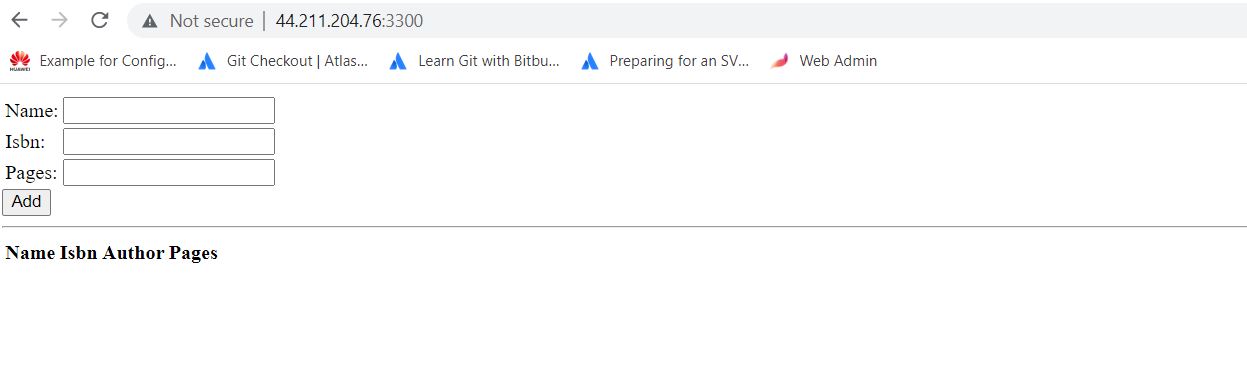 Not secure | 44.211.204.76:3300
HUAWEI Example for Config... Git Checkout | Atlas... Learn Git with Bitbu... Preparing for an SV... Web Admin
Name:
Isbn:
Pages:
Add
Name Isbn Author Pages